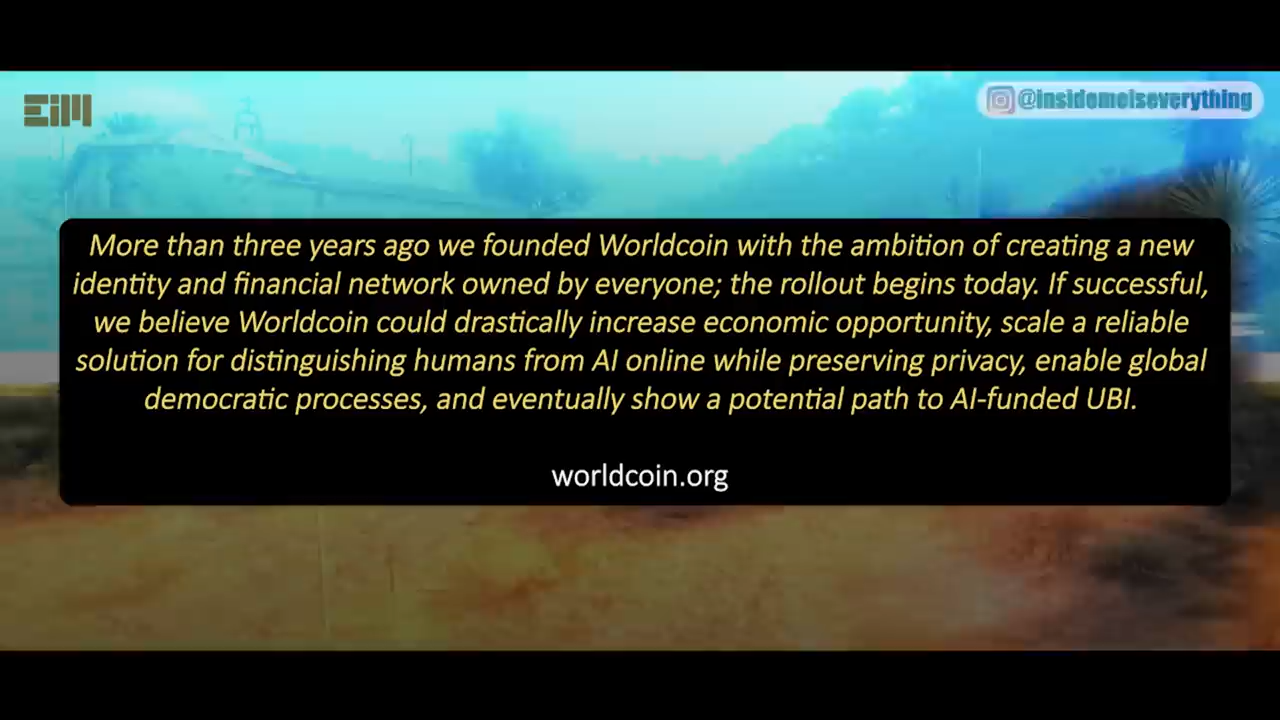 EiM
@insidemeiseverything
More than three years ago we founded Worldcoin with the ambition of creating a new
identity and financial network owned by everyone; the rollout begins today. If successful,
we believe Worldcoin could drastically increase economic opportunity, scale a reliable
solution for distinguishing humans from AI online while preserving privacy, enable global
democratic processes, and eventually show a potential path to AI-funded UBI.
worldcoin.org